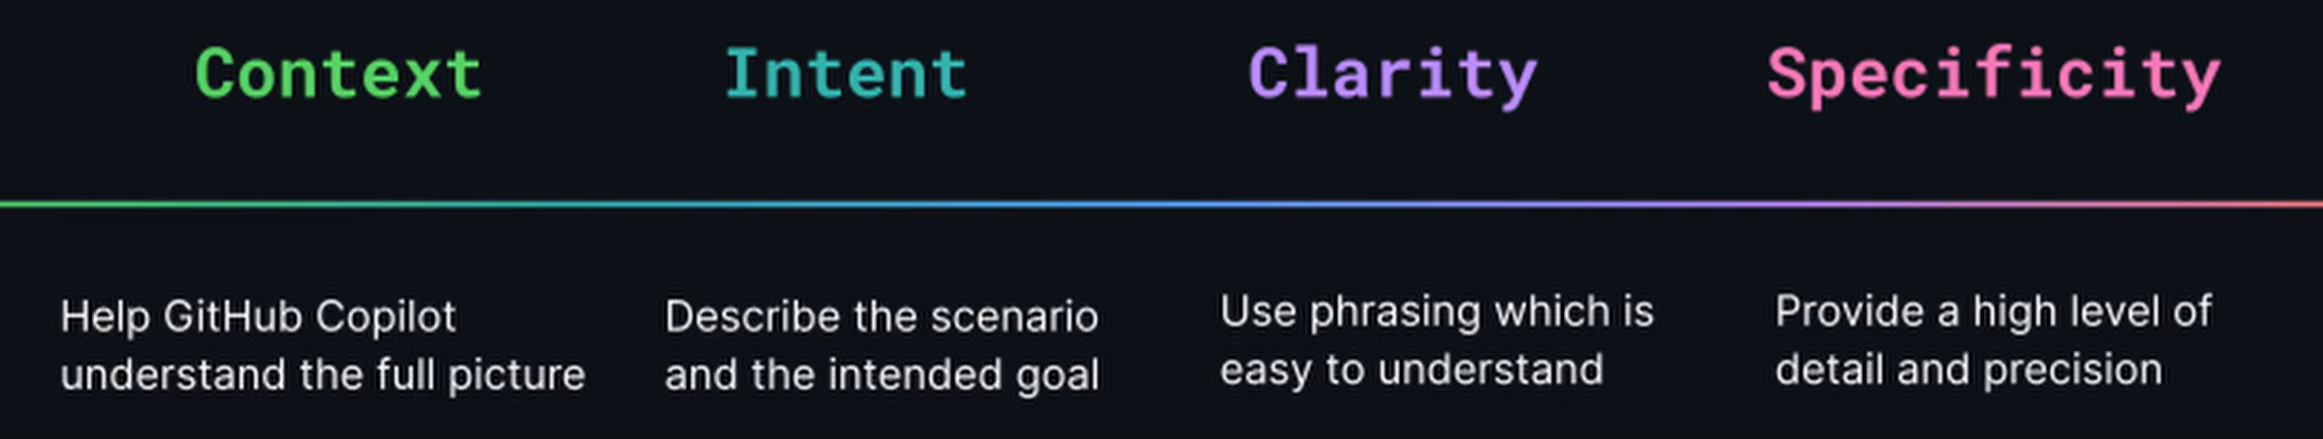 Context
Intent
Clarity
Specificity
Help GitHub Copilot
understand the full picture
Describe the scenario
and the intended goal
Use phrasing which is
easy to understand
Provide a high level of
detail and precision